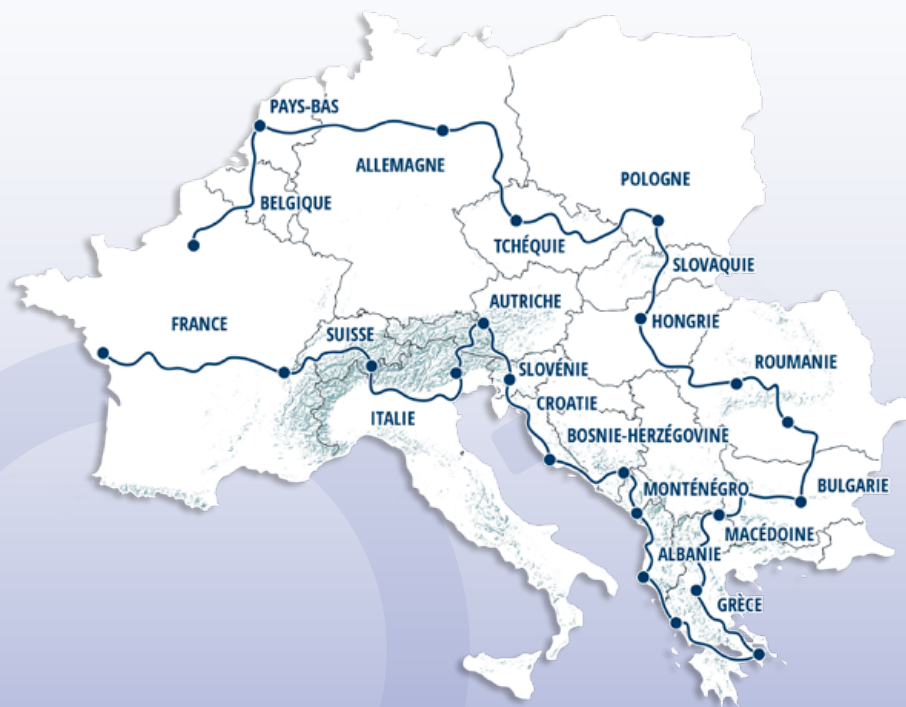 PAYS-BAS
ALLEMAGNE
POLOGNE
BELGIQUE
TCHÉQUIE
SLOVAQUIE
AUTRICHE
FRANCE
SUISSE
HONGRIE
SLOVÉNIE
ROUMANIE
CROATIE
ITALIE
BOSNIE-HERZÉGOVINE
MONTÉNÉGRO
BULGARIE
MACÉDOINE
ALBANIE
GRÈCE